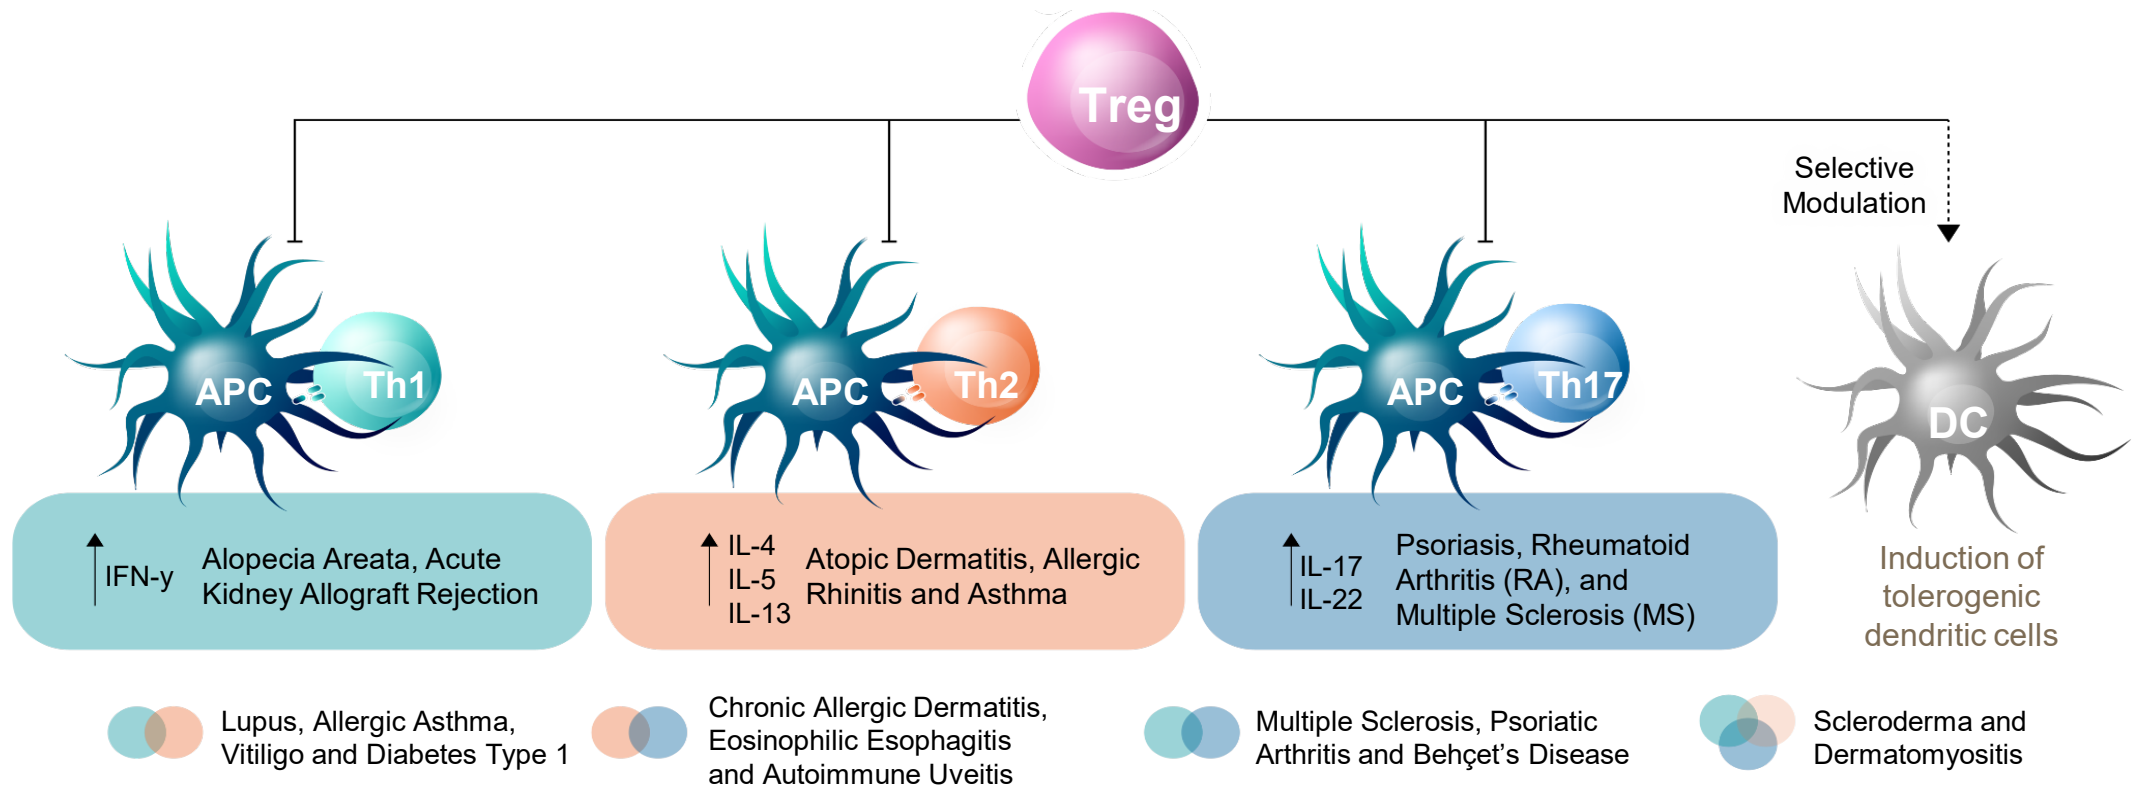 Treg
Selective
Modulation
APC
Th1
APC
Th2
APC
Th17
DC
IFN-y
Alopecia Areata, Acute
Kidney Allograft Rejection
IL-4
IL-5
IL-13
Atopic Dermatitis, Allergic
Rhinitis and Asthma
IL-17
IL-22
Psoriasis, Rheumatoid
Arthritis (RA), and
Multiple Sclerosis (MS)
Induction of
tolerogenic
dendritic cells
Lupus, Allergic Asthma,
Vitiligo and Diabetes Type 1
Chronic Allergic Dermatitis,
Eosinophilic Esophagitis
and Autoimmune Uveitis
Multiple Sclerosis, Psoriatic
Arthritis and Behçet’s Disease
Scleroderma and
Dermatomyositis